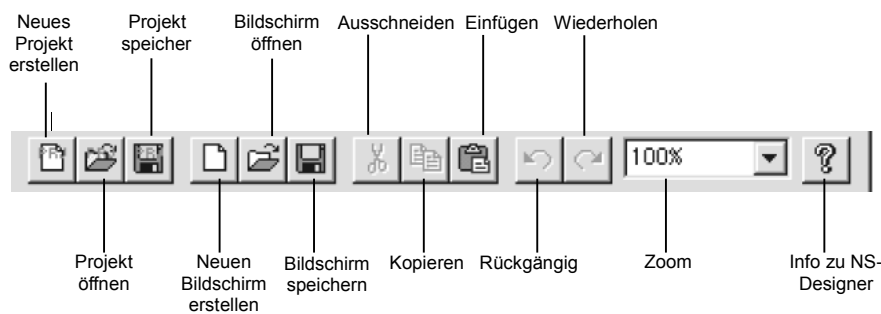 Neues
Projekt
erstellen
Projekt
speicher
Bildschirm
öffnen
Ausschneiden
Einfügen
Wiederholen
100%
Projekt
öffnen
Neuen
Bildschirm
erstellen
Bildschirm
speichern
Kopieren
Rückgängig
Zoom
Info zu NS-
Designer